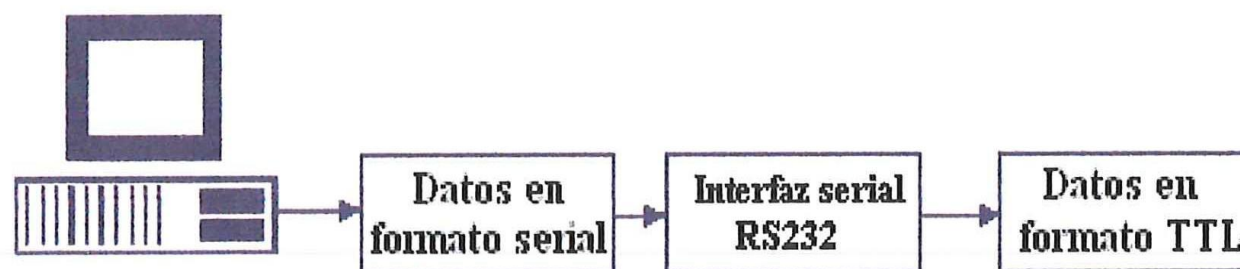 Datos en
formato serial
Interfaz serial
RS232
Datos en
formato TTL